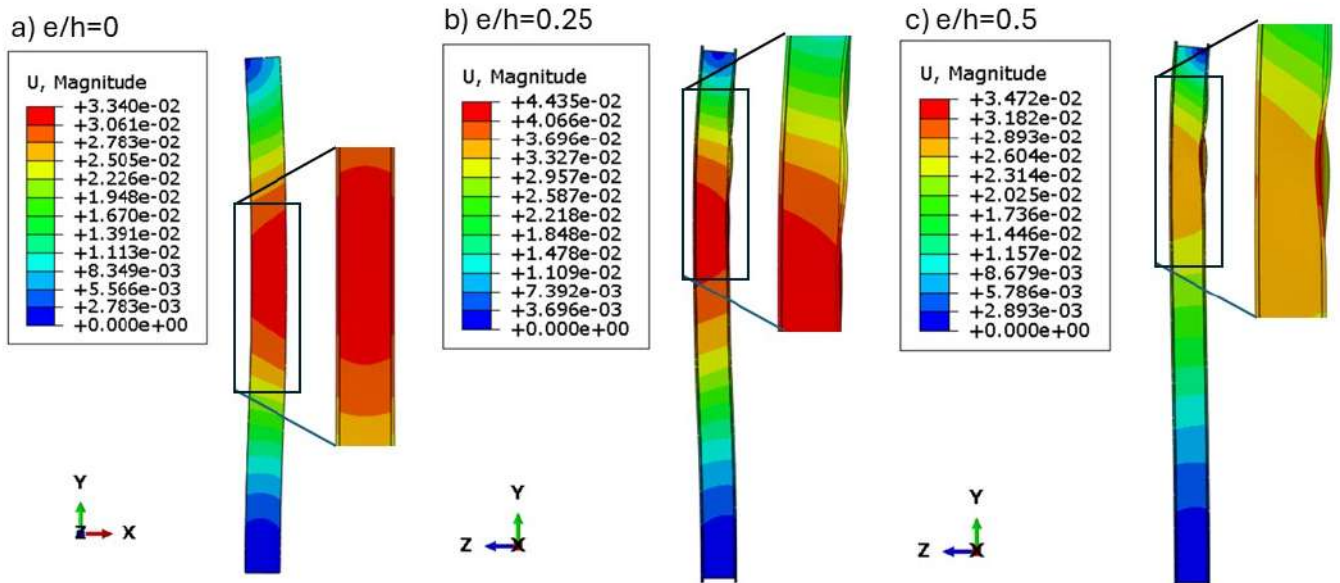 a) e/h=0
U, Magnitude
+3.340e-02
+3.061e-02
+2.783e-02
+2.505e-02
+2.226e-02
+1.948e-02
+1.670e-02
+1.391e-02
+1.113e-02
+8.349e-03
+5.566e-03
+2.783e-03
+0.000e+00
Y
Z
X
b) e/h=0.25
U, Magnitude
+4.435e-02
+4.066e-02
+3.696e-02
+3.327e-02
+2.957e-02
+2.587e-02
+2.218e-02
+1.848e-02
+1.478e-02
+1.109e-02
+7.392e-03
+3.696e-03
+0.000e+00
Y
Z
X
c) e/h=0.5
U, Magnitude
+3.472e-02
+3.182e-02
+2.893e-02
+2.604e-02
+2.314e-02
+2.025e-02
+1.736e-02
+1.446e-02
+1.157e-02
+8.679e-03
+5.786e-03
+2.893e-03
+0.000e+00
Y
Z
X